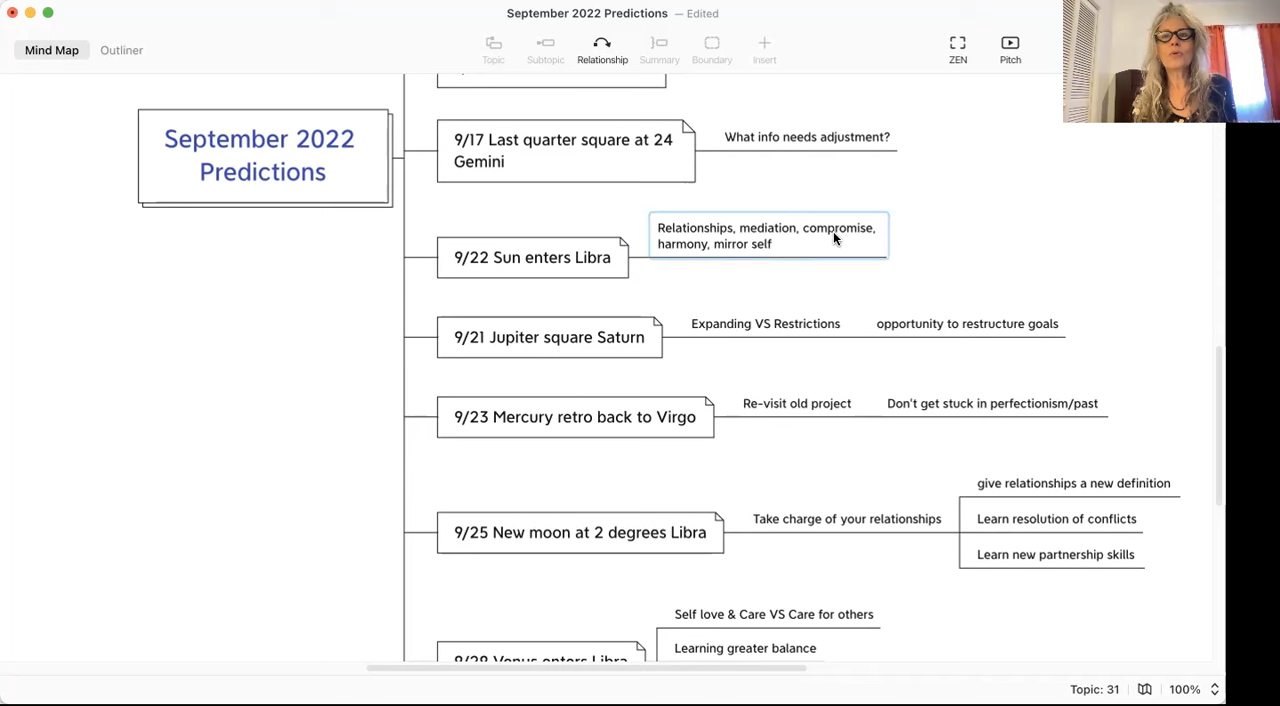 September 2022 Predictions — Edited
Mind Map
Outliner
Topic
Subtopic
Relationship
Summary
Boundary
Insert
ZEN
Pitch
September 2022
Predictions
9/17 Last quarter square at 24
Gemini
What info needs adjustment?
9/22 Sun enters Libra
Relationships, mediation, compromise,
harmony, mirror self
9/21 Jupiter square Saturn
Expanding VS Restrictions
opportunity to restructure goals
9/23 Mercury retro back to Virgo
Re-visit old project
Don't get stuck in perfectionism/past
9/25 New moon at 2 degrees Libra
Take charge of your relationships
give relationships a new definition
Learn resolution of conflicts
Learn new partnership skills
Venus enters Libra
Self love & Care VS Care for others
Learning greater balance
Topic: 31
100%